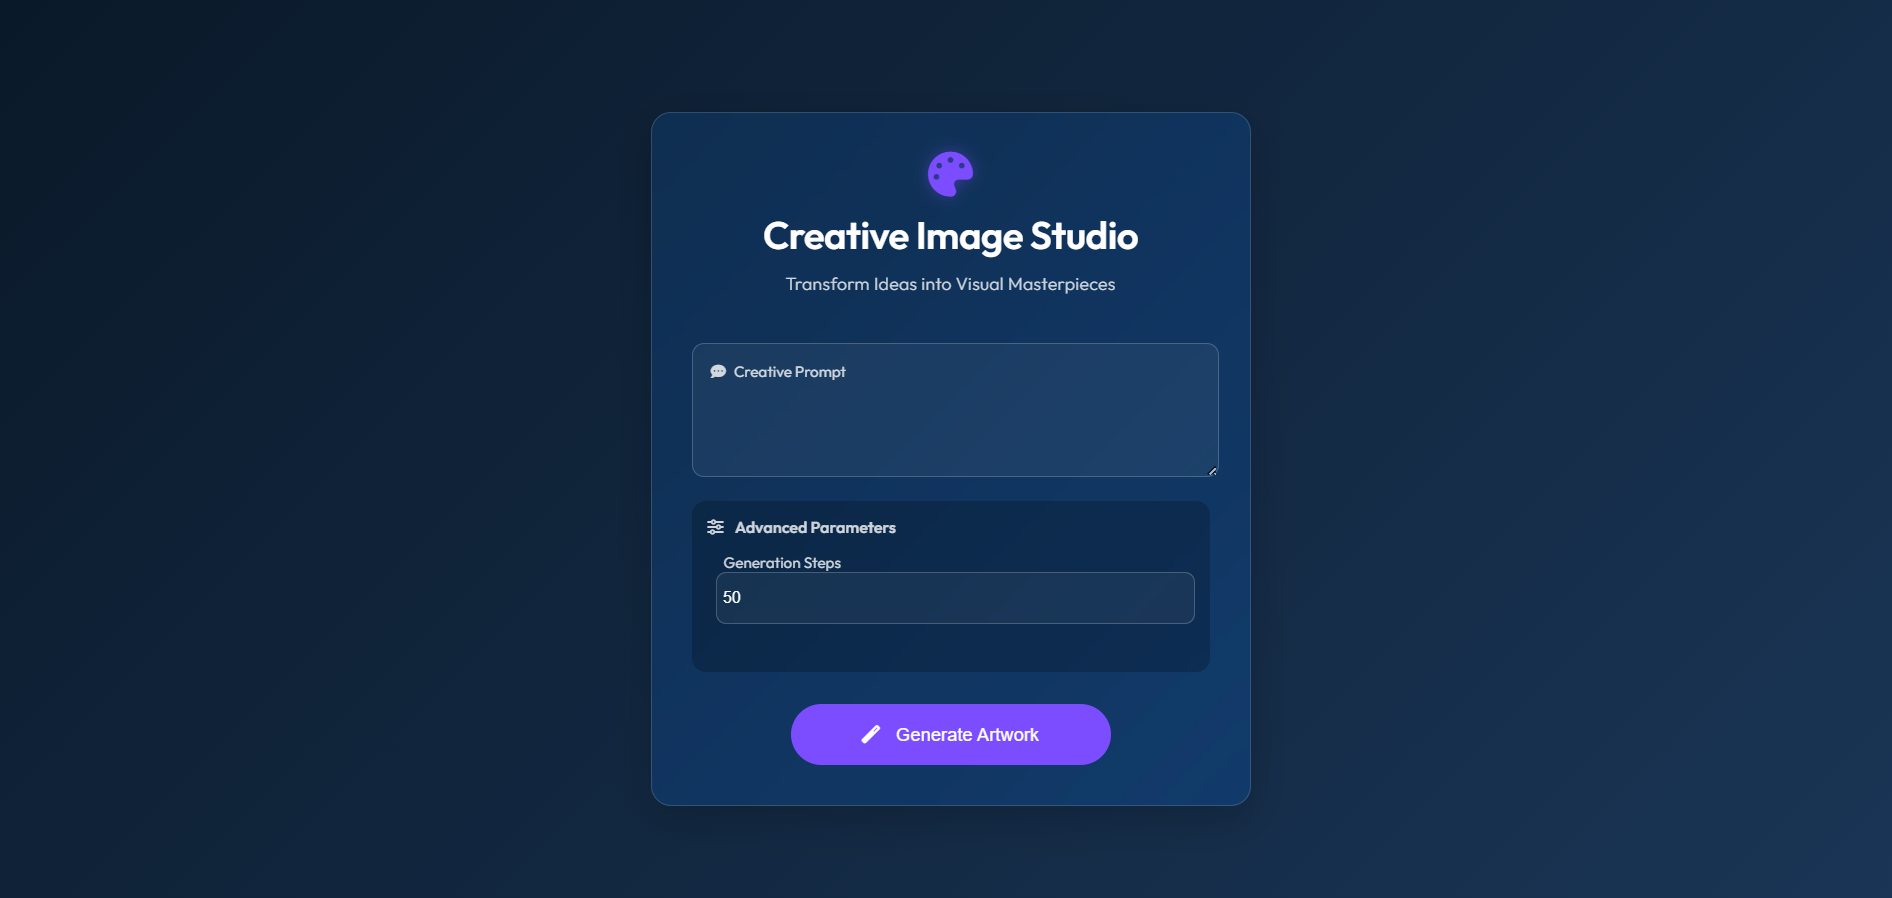 Creative Image Studio
Transform Ideas into Visual Masterpieces
Creative Prompt
Advanced Parameters
Generation Steps
50
Generate Artwork